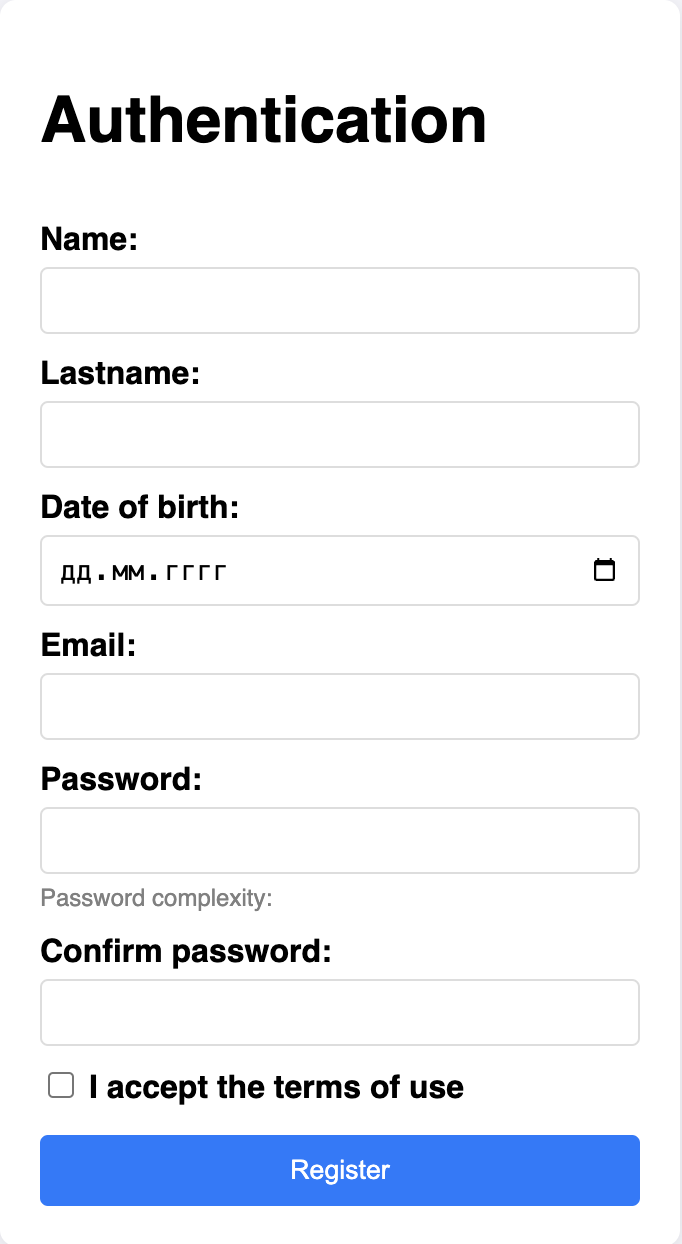 Authentication
Name:
Lastname:
Date of birth:
дд.мм.гггг
Email:
Password:
Password complexity:
Confirm password:
I accept the terms of use
Register